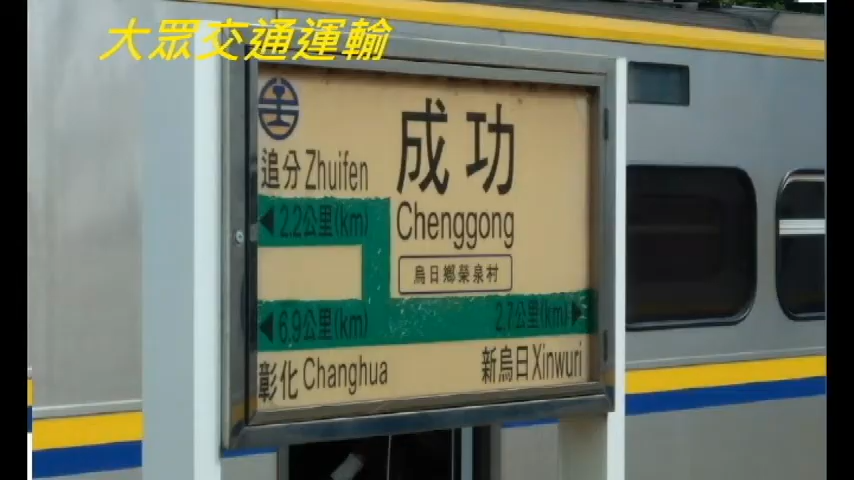 大眾交通運輸
成功
追分 Zhuifen
Chenggong
2.2公里(km)
烏日鄉榮泉村
6.9公里(km)
2.7公里(km)
彰化 Changhua
新烏日 Xinwuri